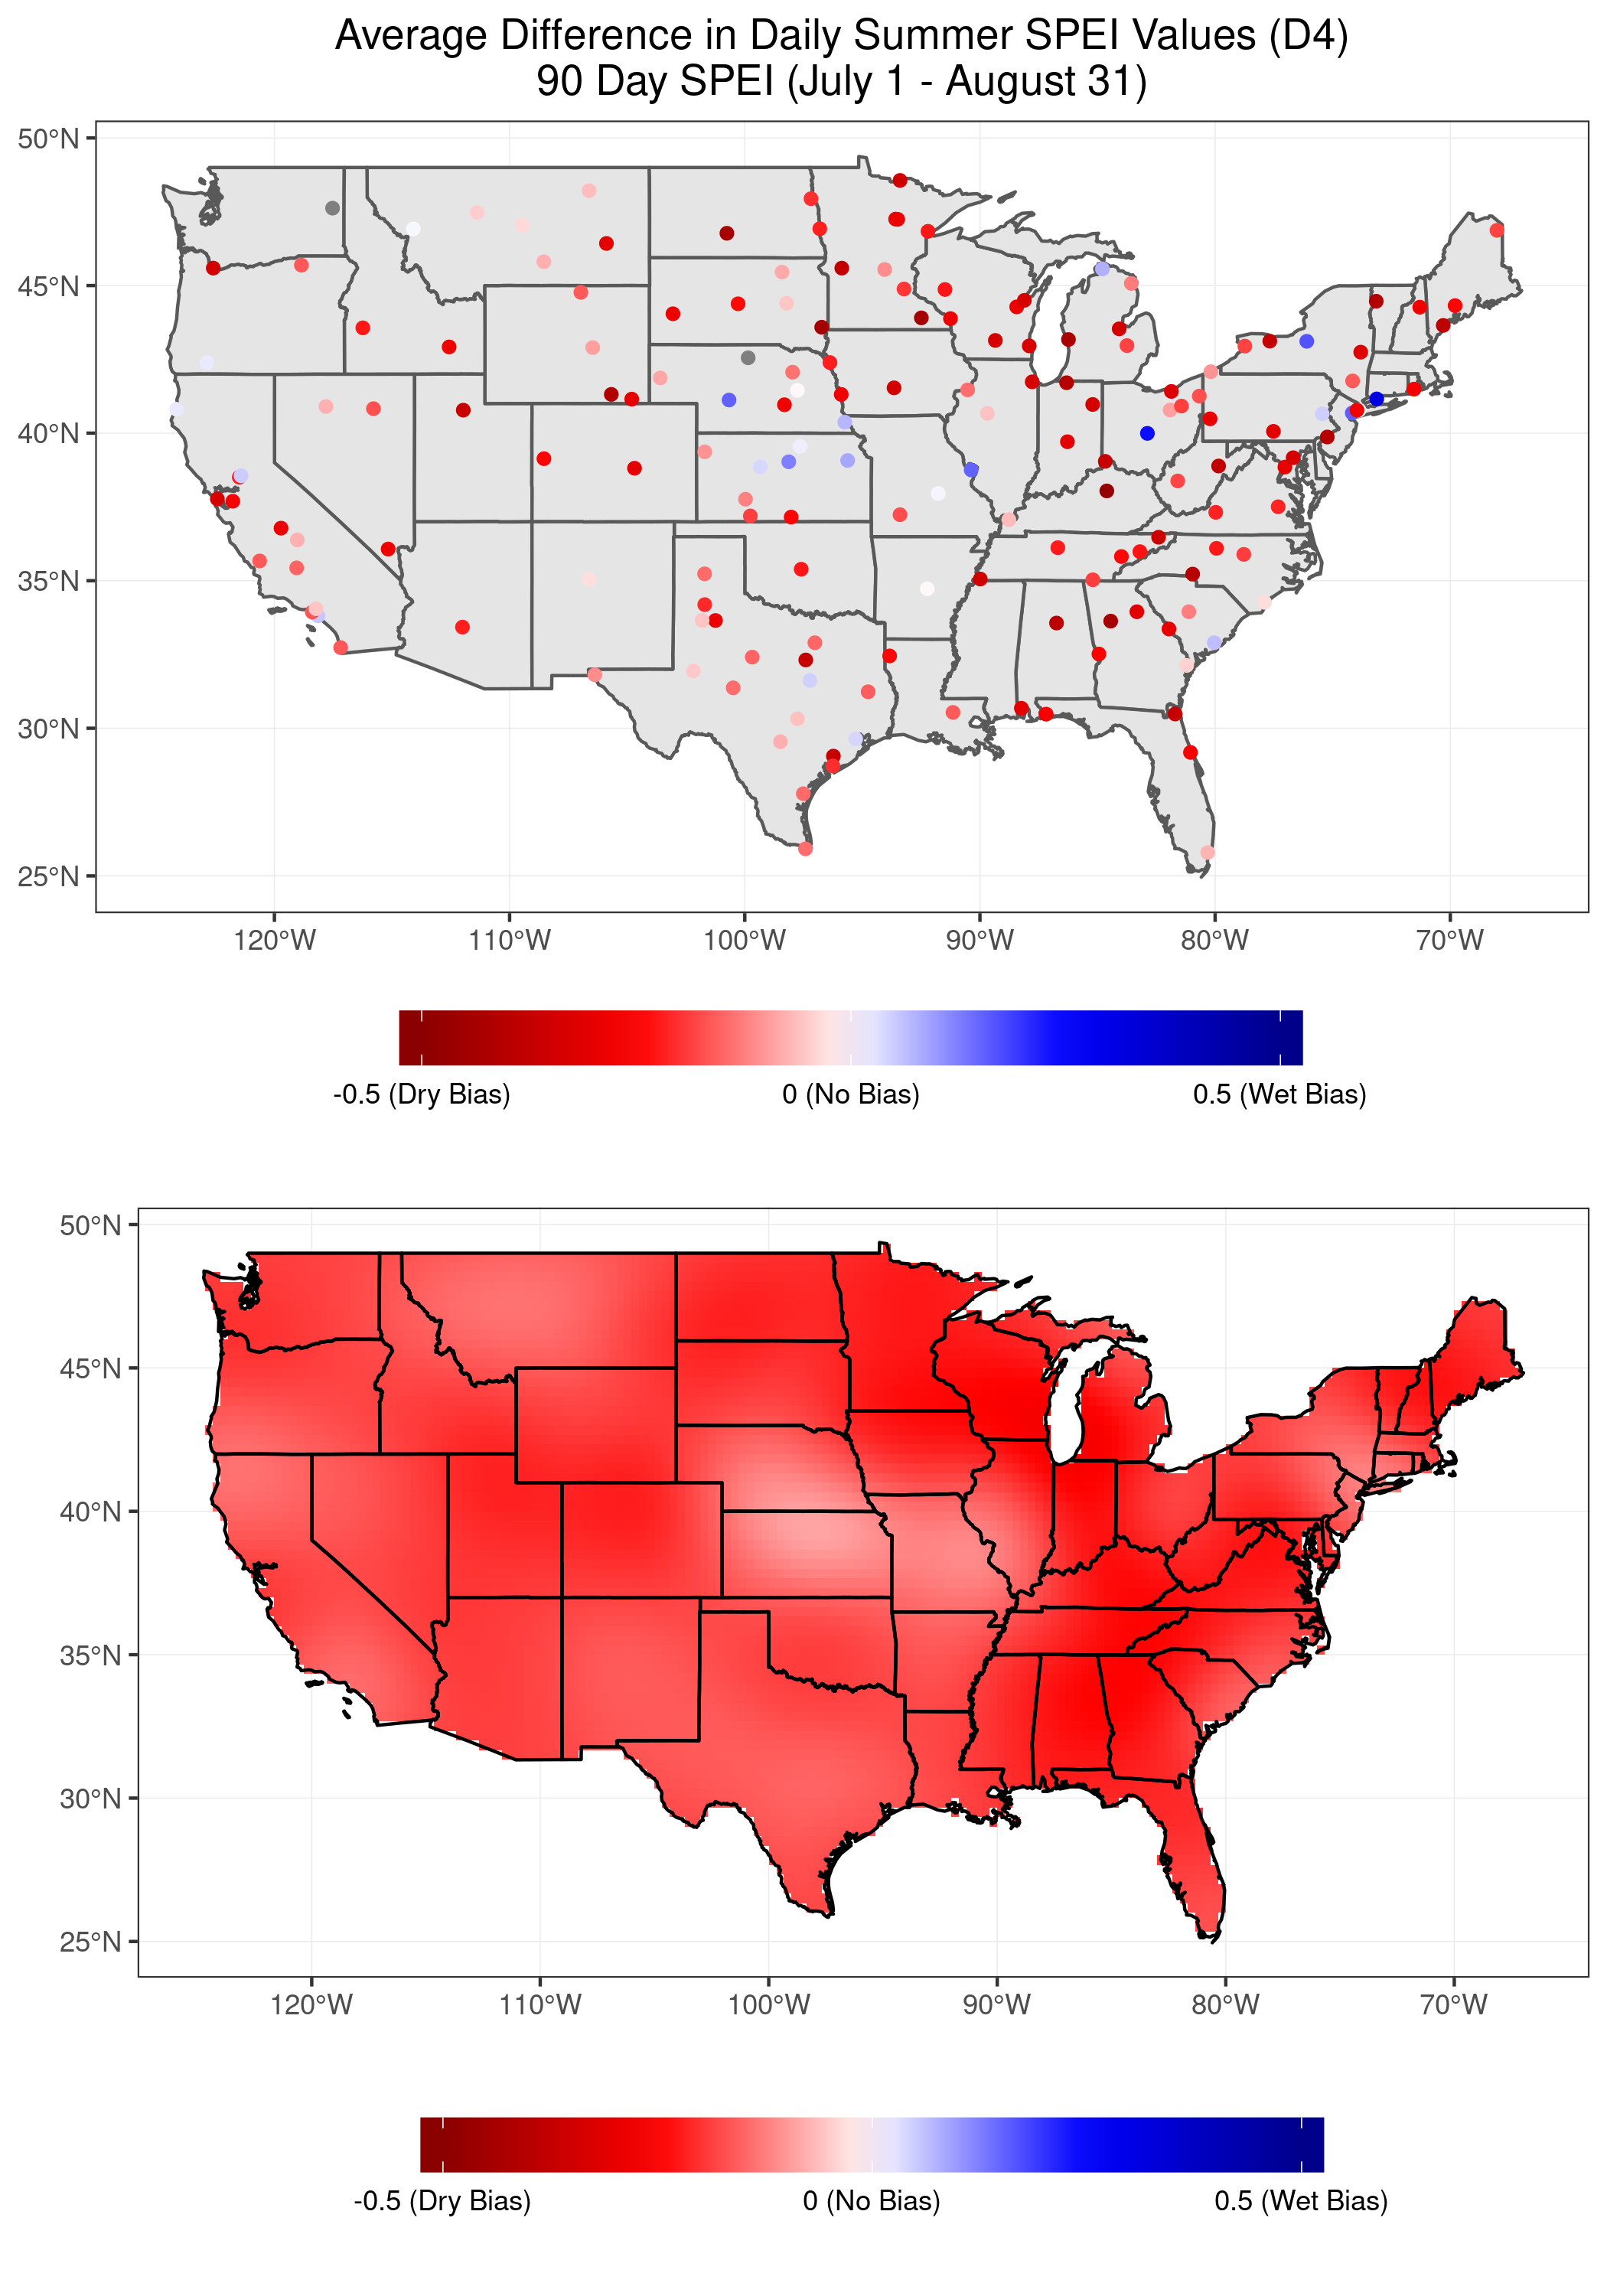 Average Difference in Daily Summer SPEI Values (D4)
90 Day SPEI (July 1 - August 31)
50°N
45°N
40°N
35°N
30°N
25°N
120°W 110°W 100°W 90°W 80°W 70°W
-0.5 (Dry Bias) 0 (No Bias) 0.5 (Wet Bias)
50°N
45°N
40°N
35°N
30°N
25°N
120°W 110°W 100°W 90°W 80°W 70°W
-0.5 (Dry Bias) 0 (No Bias) 0.5 (Wet Bias)